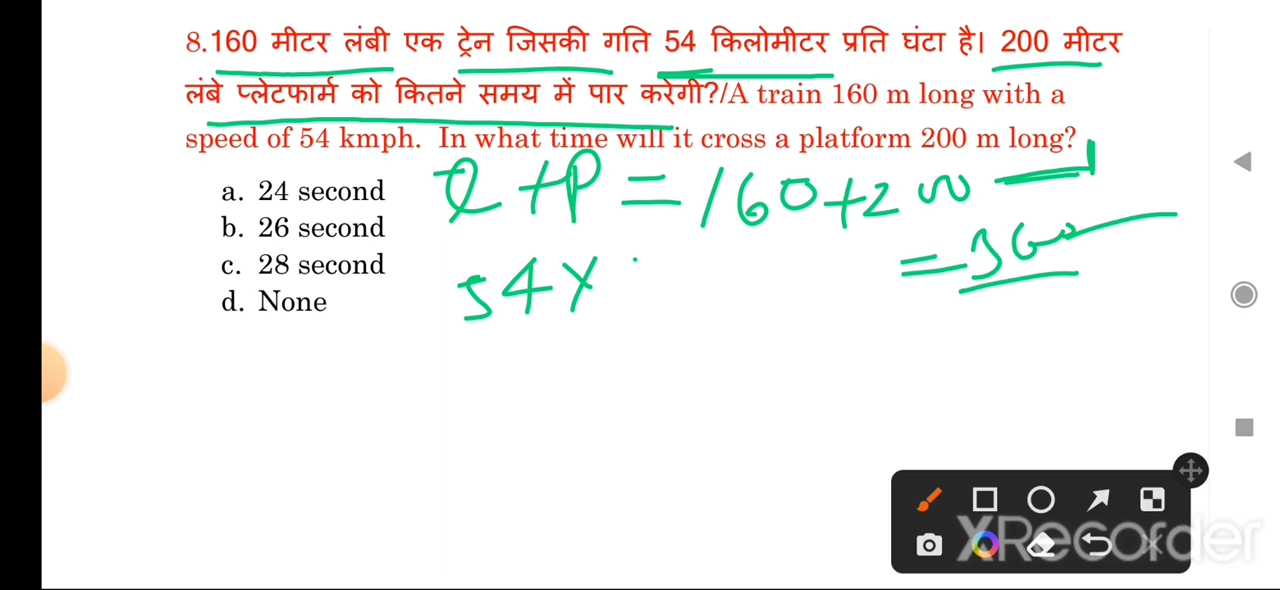 8.160 मीटर लंबी एक ट्रेन जिसकी गति 54 किलोमीटर प्रति घंटा है। 200 मीटर
लंबे प्लेटफार्म को कितने समय में पार करेगी?/A train 160 m long with a
speed of 54 kmph. In what time will it cross a platform 200 m long?
a. 24 second
b. 26 second
c. 28 second
d. None
+P = 160+200
= 360
54X
XRecorder